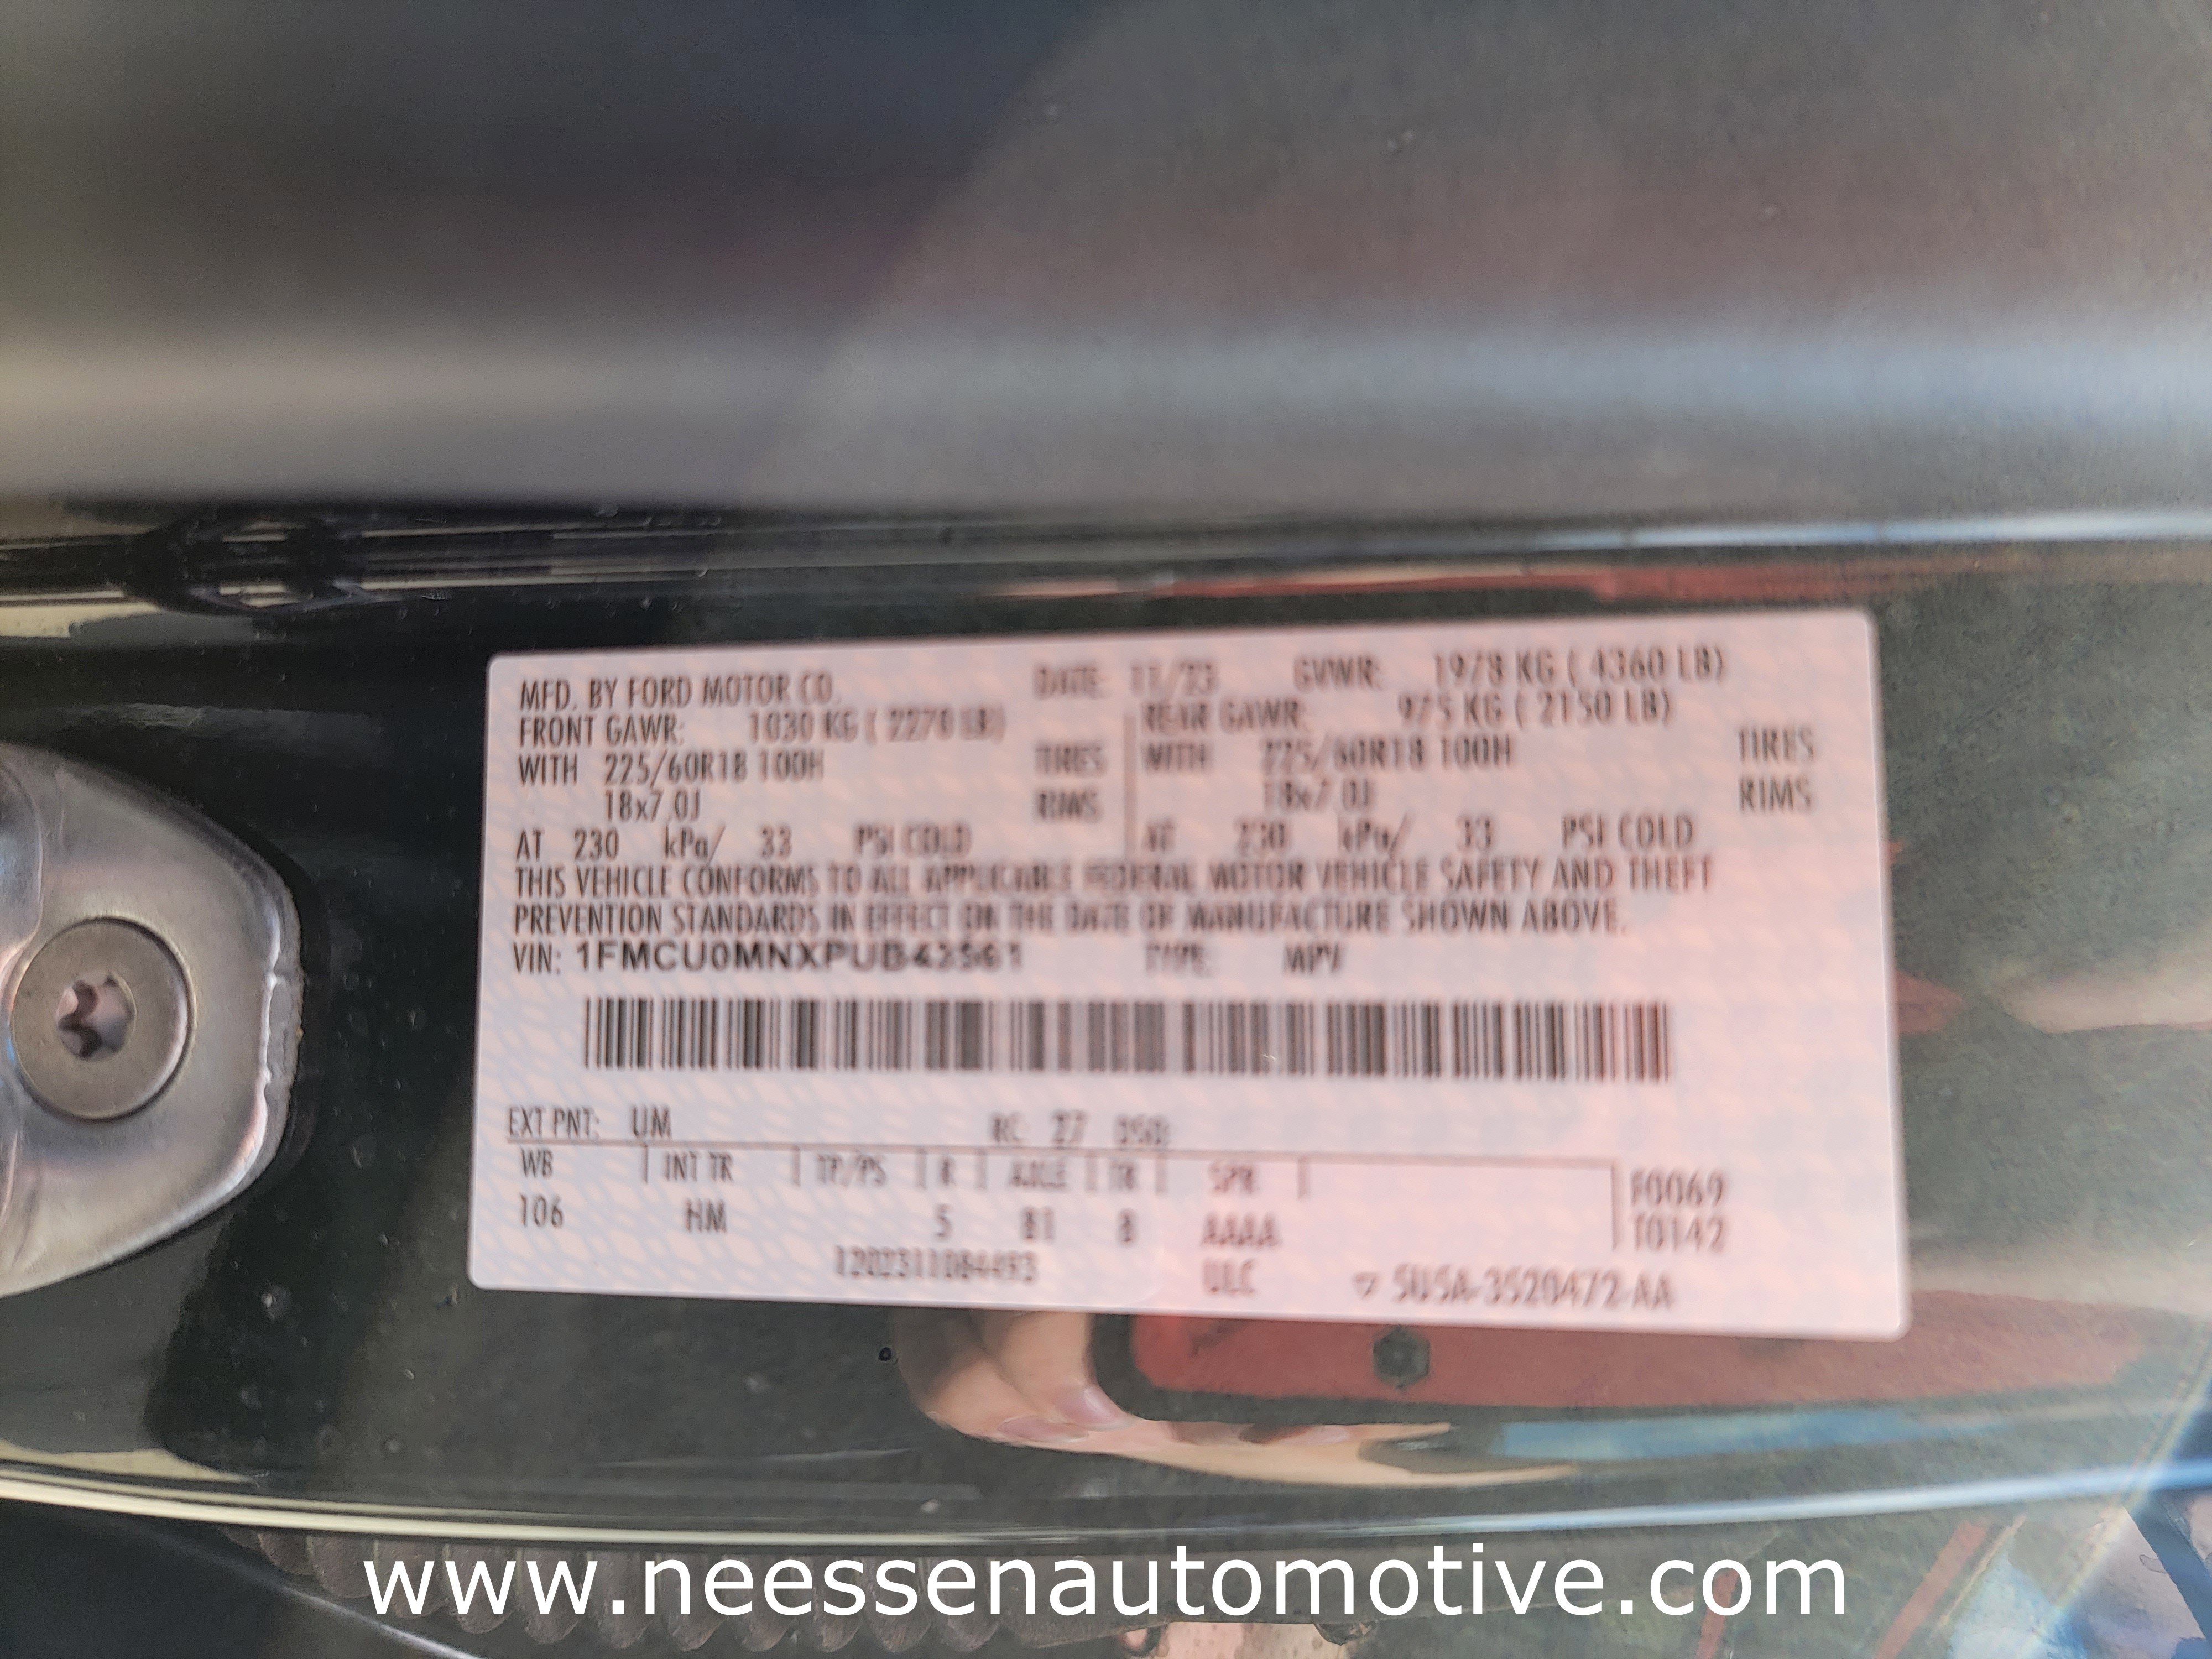 MFD. BY FORD MOTOR CO. DATE: 11/23 GVWR: 1978 KG ( 4360 LB)
FRONT GAWR: 1030 KG ( 2270 LB) REAR GAWR: 975 KG ( 2150 LB)
WITH 225/60R18 100H TIRES WITH 225/60R18 100H TIRES
18x7.0J RIMS 18x7.0J RIMS
AT 230 kPa/ 33 PSI COLD AT 230 kPa/ 33 PSI COLD
THIS VEHICLE CONFORMS TO ALL APPLICABLE FEDERAL MOTOR VEHICLE SAFETY AND THEFT
PREVENTION STANDARDS IN EFFECT ON THE DATE OF MANUFACTURE SHOWN ABOVE.
VIN: TYPE: MPV
EXT PNT: UM RC: 27 DSO:
WB INT TR TP/PS R AXLE TR SPR F0069
106 HM 5 81 8 AAAA T0142
ULC
www.neessenautomotive.com